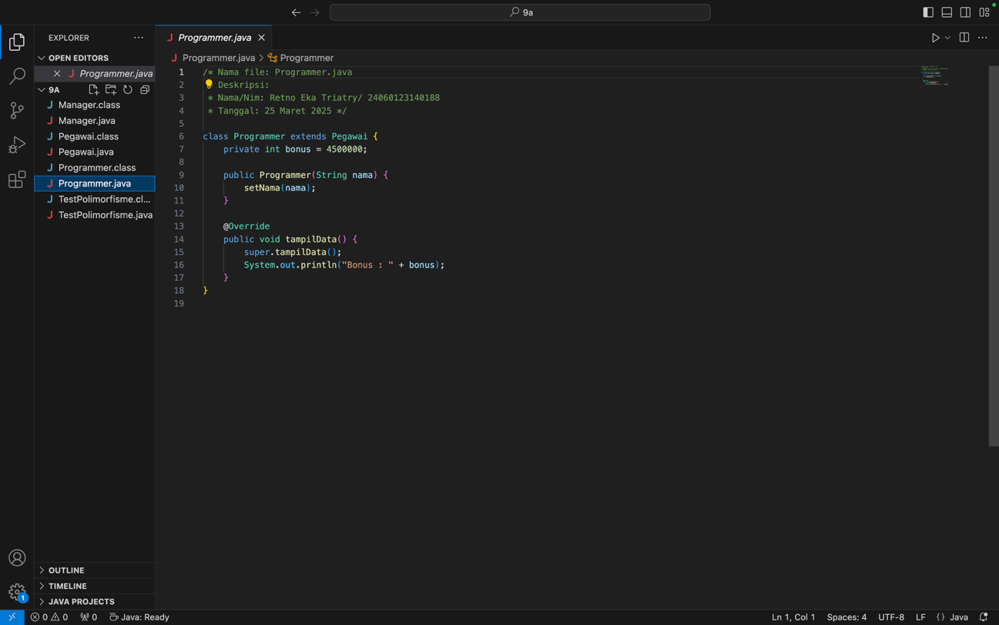 9a
EXPLORER
OPEN EDITORS
Programmer.java
9A
Manager.class
Manager.java
Pegawai.class
Pegawai.java
Programmer.class
Programmer.java
TestPolimorfisme.cl...
TestPolimorfisme.java
OUTLINE
TIMELINE
JAVA PROJECTS
1
Programmer.java
Programmer.java > Programmer
1 /* Nama file: Programmer.java
2 Deskripsi:
3 * Nama/Nim: Retno Eka Triatry/ 24060123140188
4 * Tanggal: 25 Maret 2025 */
5
6 class Programmer extends Pegawai {
7 private int bonus = 4500000;
8
9 public Programmer(String nama) {
10 setNama(nama);
11 }
12
13 @Override
14 public void tampilData() {
15 super.tampilData();
16 System.out.println("Bonus : " + bonus);
17 }
18 }
19
0 0 0 Java: Ready Ln 1, Col 1 Spaces: 4 UTF-8 LF {} Java